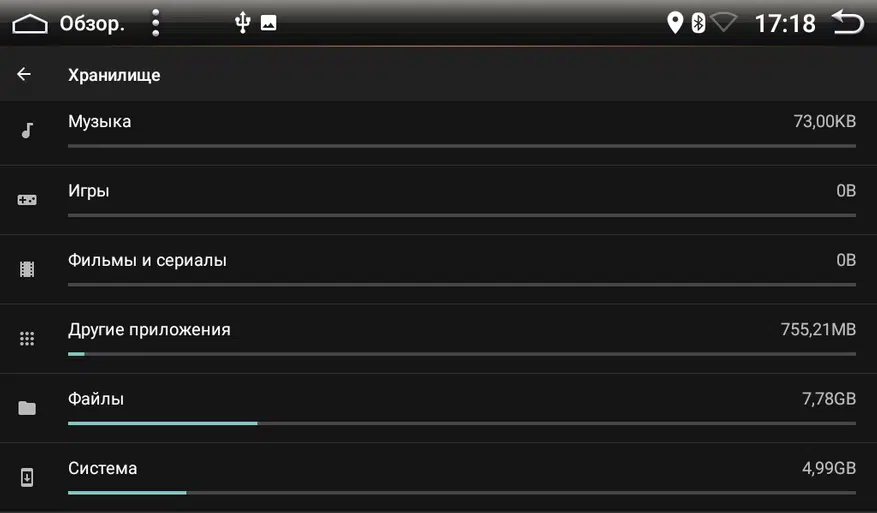 Обзор. 17:18
Хранилище
Музыка 73,00KB
Игры 0B
Фильмы и сериалы 0B
Другие приложения 755,21MB
Файлы 7,78GB
Система 4,99GB